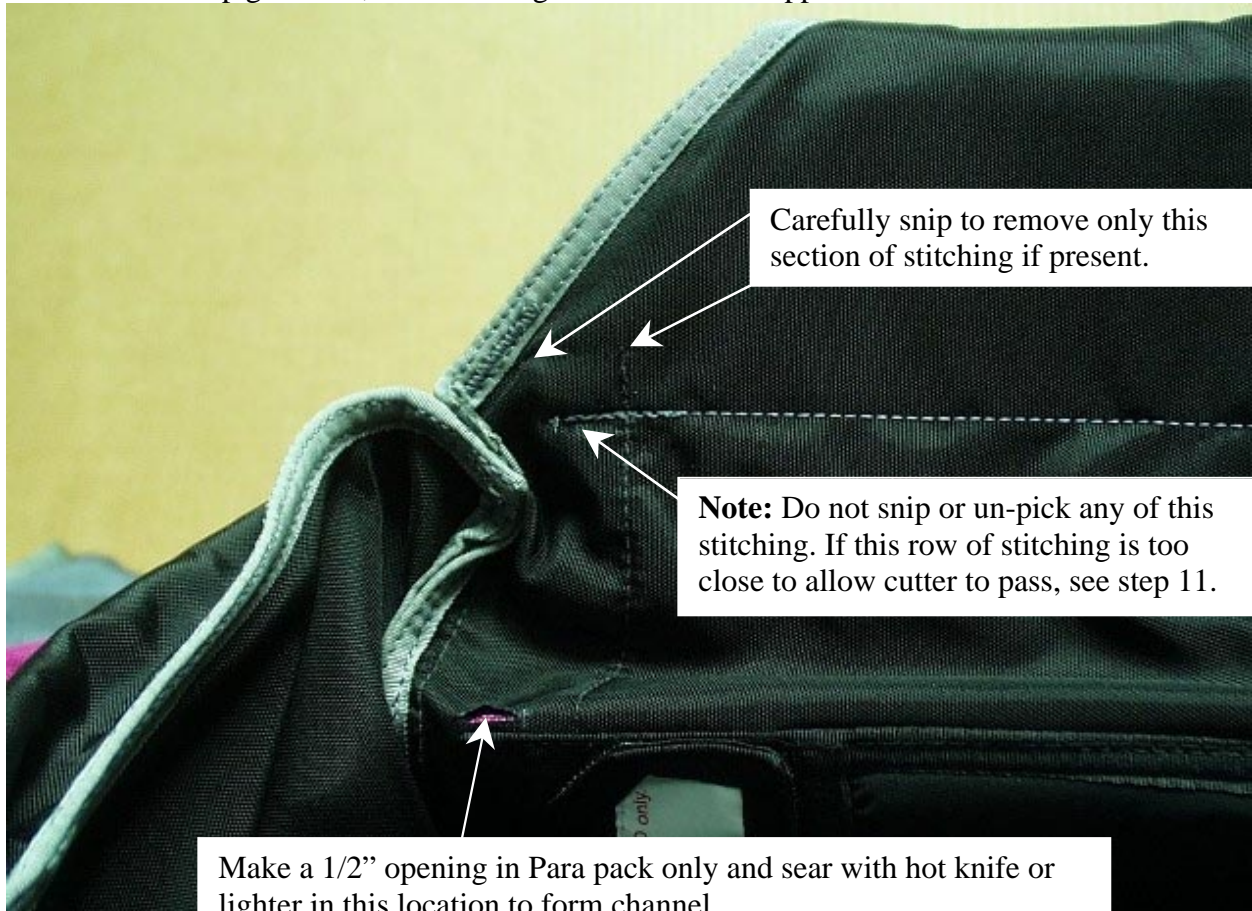 Carefully snip to remove only this
section of stitching if present.
Note: Do not snip or un-pick any of this
stitching. If this row of stitching is too
close to allow cutter to pass, see step 11.
only.
Make a 1/2” opening in Para pack only and sear with hot knife or
lighter in this location to form channel